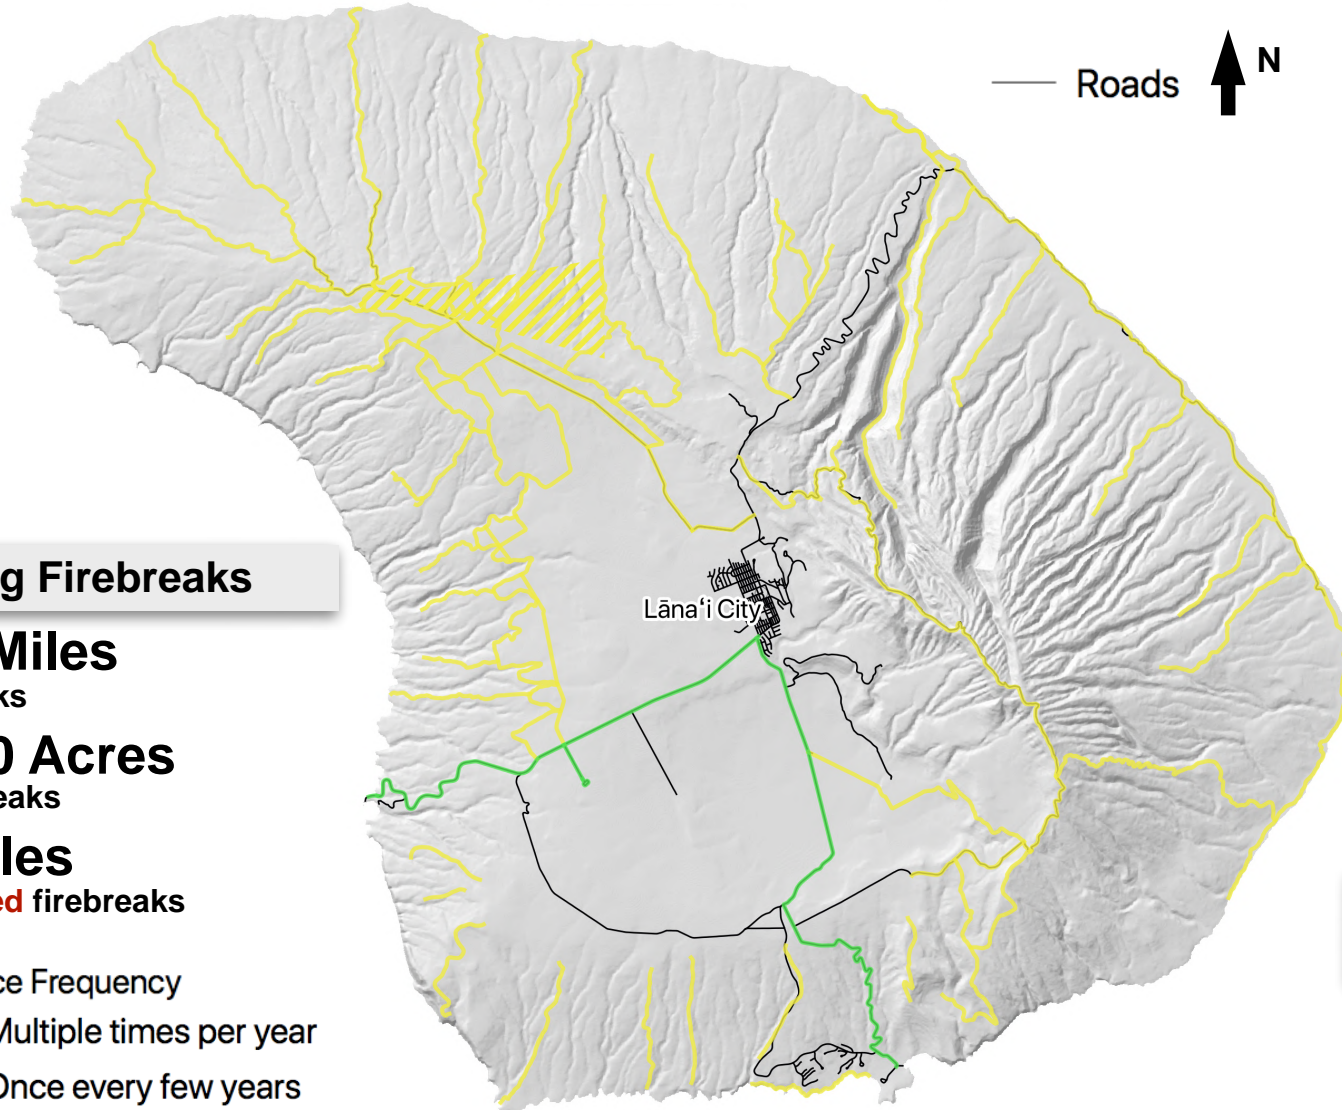 Roads
N
g Firebreaks
Miles
ks
0 Acres
eaks
les
ed firebreaks
ce Frequency
Multiple times per year
Once every few years
Lānaʻi City